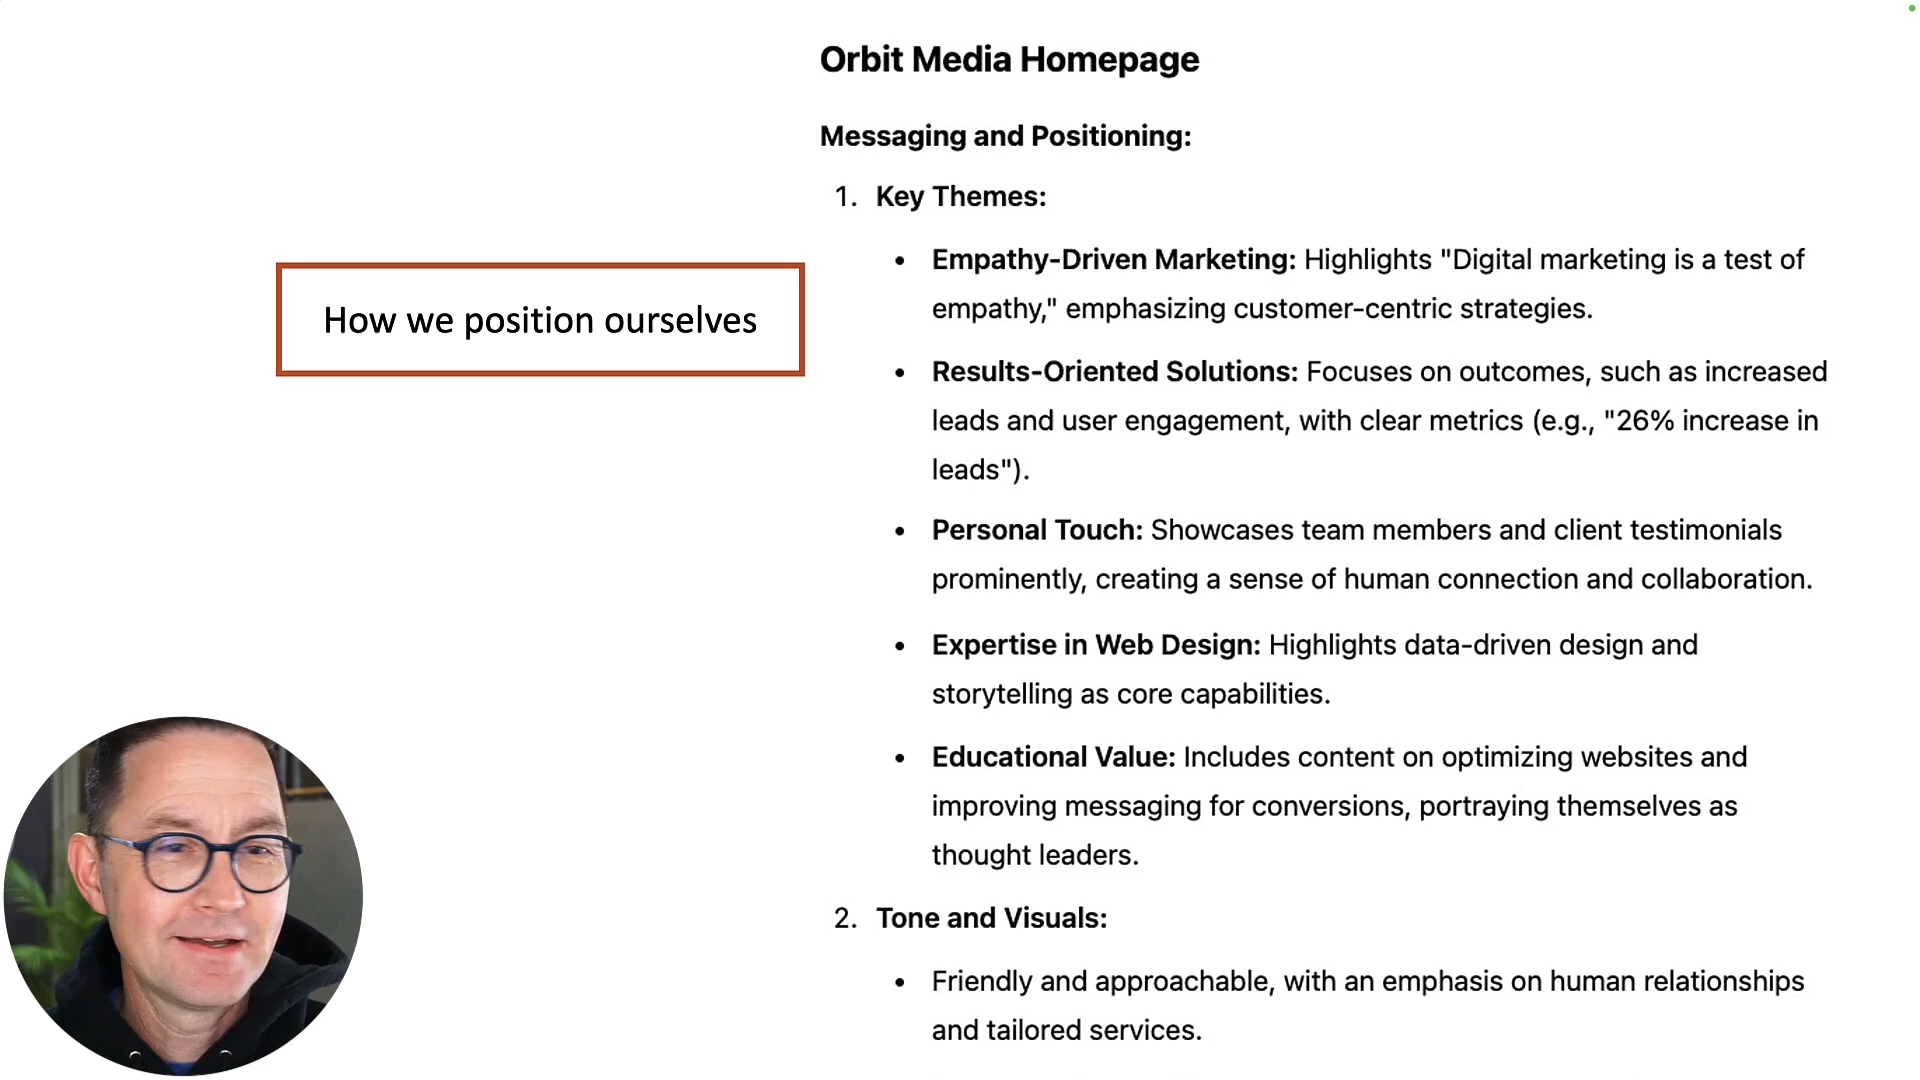 Orbit Media Homepage
Messaging and Positioning:
1. Key Themes:
• Empathy-Driven Marketing: Highlights "Digital marketing is a test of
empathy," emphasizing customer-centric strategies.
How we position ourselves
• Results-Oriented Solutions: Focuses on outcomes, such as increased
leads and user engagement, with clear metrics (e.g., "26% increase in
leads").
• Personal Touch: Showcases team members and client testimonials
prominently, creating a sense of human connection and collaboration.
• Expertise in Web Design: Highlights data-driven design and
storytelling as core capabilities.
• Educational Value: Includes content on optimizing websites and
improving messaging for conversions, portraying themselves as
thought leaders.
2. Tone and Visuals:
• Friendly and approachable, with an emphasis on human relationships
and tailored services.